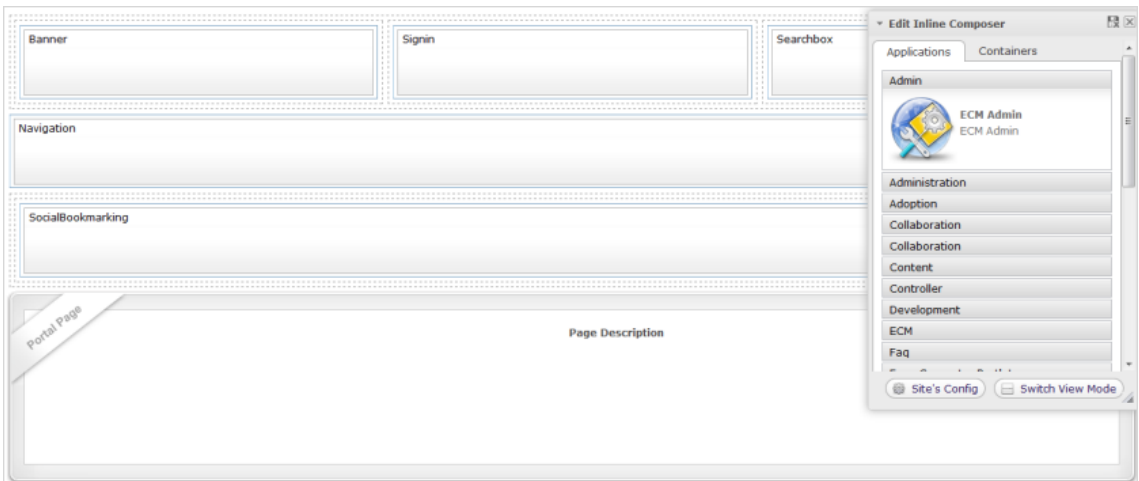 Banner
Signin
Searchbox
Navigation
SocialBookmarking
Portal Page
Page Description
Edit Inline Composer
Applications
Containers
Admin
ECM Admin
ECM Admin
Administration
Adoption
Collaboration
Collaboration
Content
Controller
Development
ECM
Faq
Site's Config
Switch View Mode